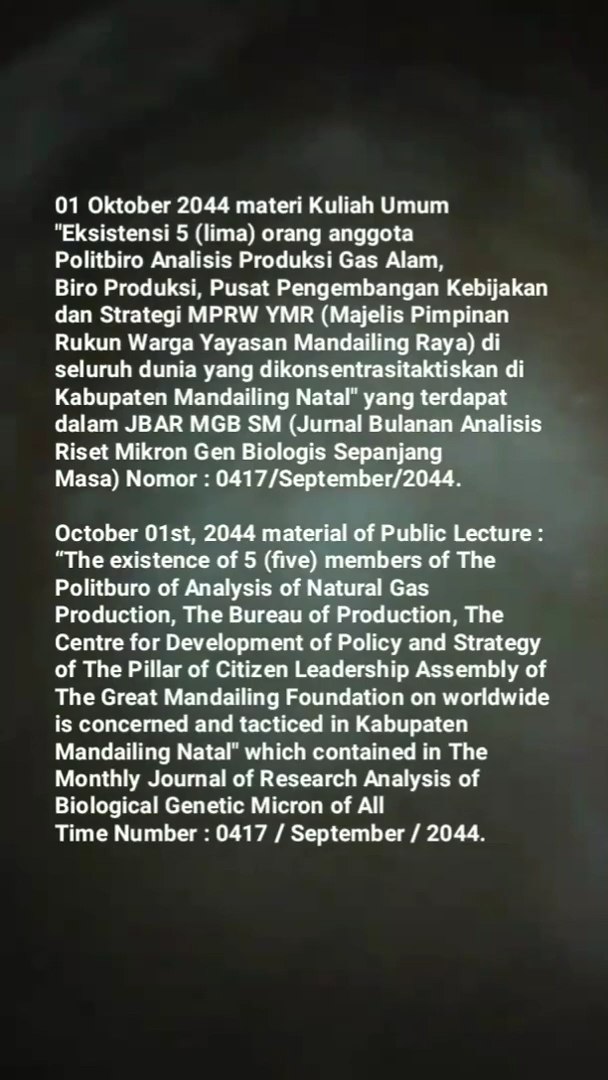 01 Oktober 2044 materi Kuliah Umum
"Eksistensi 5 (lima) orang anggota
Politbiro Analisis Produksi Gas Alam,
Biro Produksi, Pusat Pengembangan Kebijakan
dan Strategi MPRW YMR (Majelis Pimpinan
Rukun Warga Yayasan Mandailing Raya) di
seluruh dunia yang dikonsentrasitaktiskan di
Kabupaten Mandailing Natal" yang terdapat
dalam JBAR MGB SM (Jurnal Bulanan Analisis
Riset Mikron Gen Biologis Sepanjang
Masa) Nomor : 0417/September/2044.
October 01st, 2044 material of Public Lecture :
“The existence of 5 (five) members of The
Politburo of Analysis of Natural Gas
Production, The Bureau of Production, The
Centre for Development of Policy and Strategy
of The Pillar of Citizen Leadership Assembly of
The Great Mandailing Foundation on worldwide
is concerned and tacticed in Kabupaten
Mandailing Natal" which contained in The
Monthly Journal of Research Analysis of
Biological Genetic Micron of All
Time Number : 0417 / September / 2044.